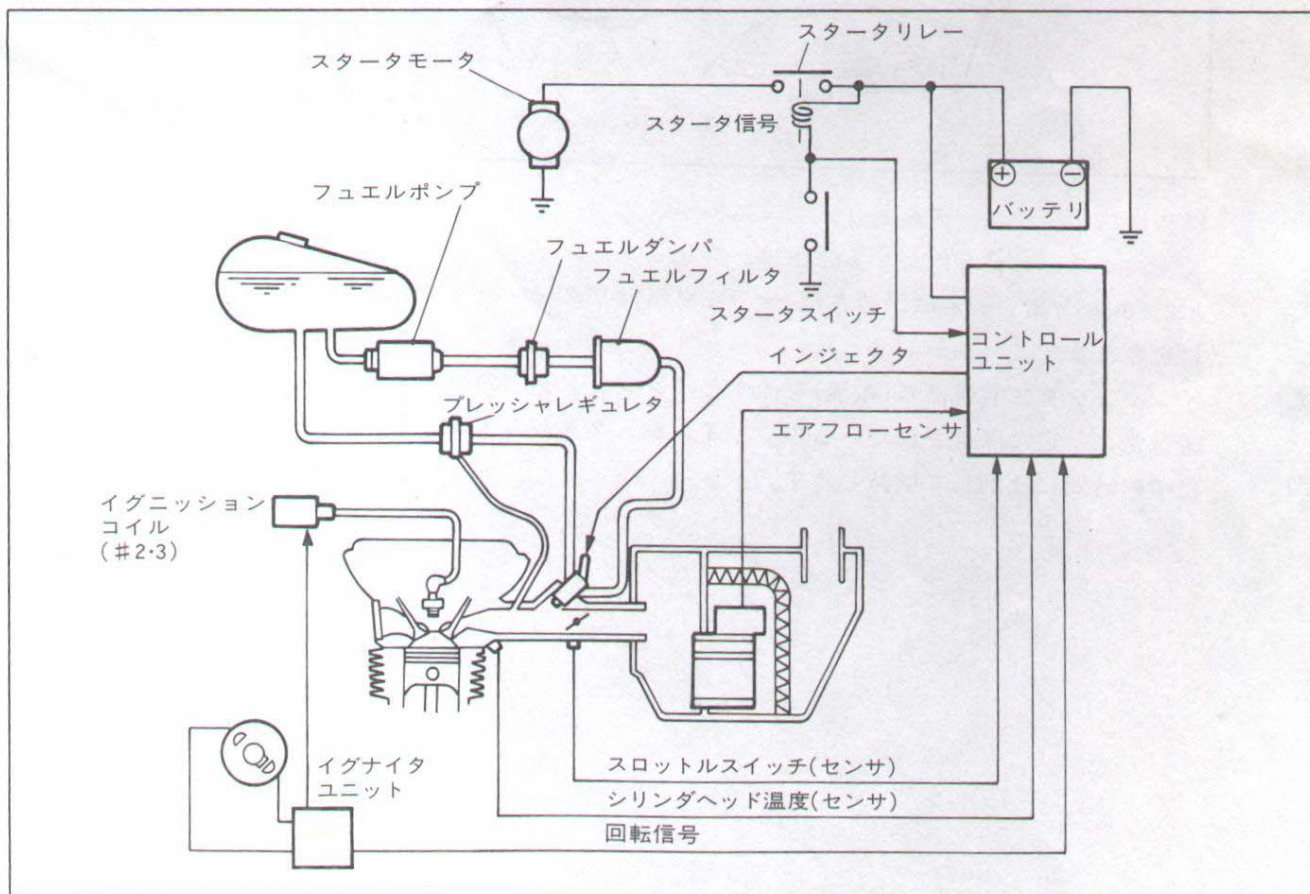 スタータリレー
スタータモータ
スタータ信号
フュエルポンプ
⊕ ⊖
バッテリ
フュエルダンパ
フュエルフィルタ
スタータスイッチ
コントロール
ユニット
インジェクタ
プレッシャレギュレタ
エアフローセンサ
イグニッション
コイル
(#2·3)
イグナイタ
ユニット
スロットルスイッチ(センサ)
シリンダヘッド温度(センサ)
回転信号